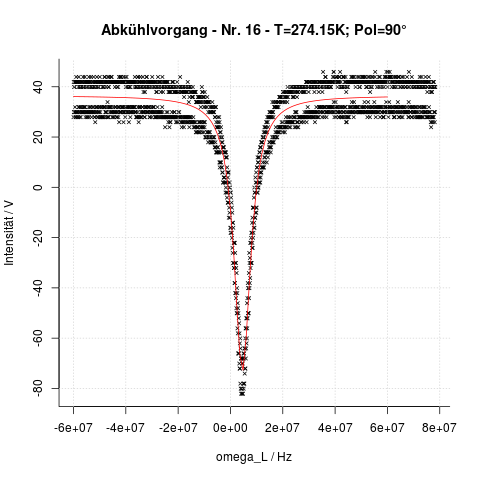 Abkühlvorgang - Nr. 16 - T=274.15K; Pol=90°
Intensität / V
40
20
0
-20
-40
-60
-80
-6e+07 -4e+07 -2e+07 0e+00 2e+07 4e+07 6e+07 8e+07
omega_L / Hz